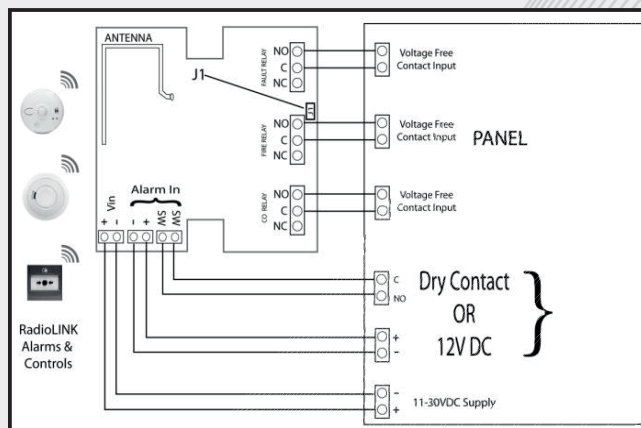 ANTENNA
J1
FAULT RELAY
NO
C
NC
Voltage Free
Contact Input
J1
FIRE RELAY
NO
C
NC
Voltage Free
Contact Input
PANEL
CO RELAY
NO
C
NC
Voltage Free
Contact Input
Alarm In
Vin
+
-
-
+
SW
SW
C
NO
Dry Contact
OR
12V DC
+
-
-
+
11-30VDC Supply
RadioLINK
Alarms &
Controls